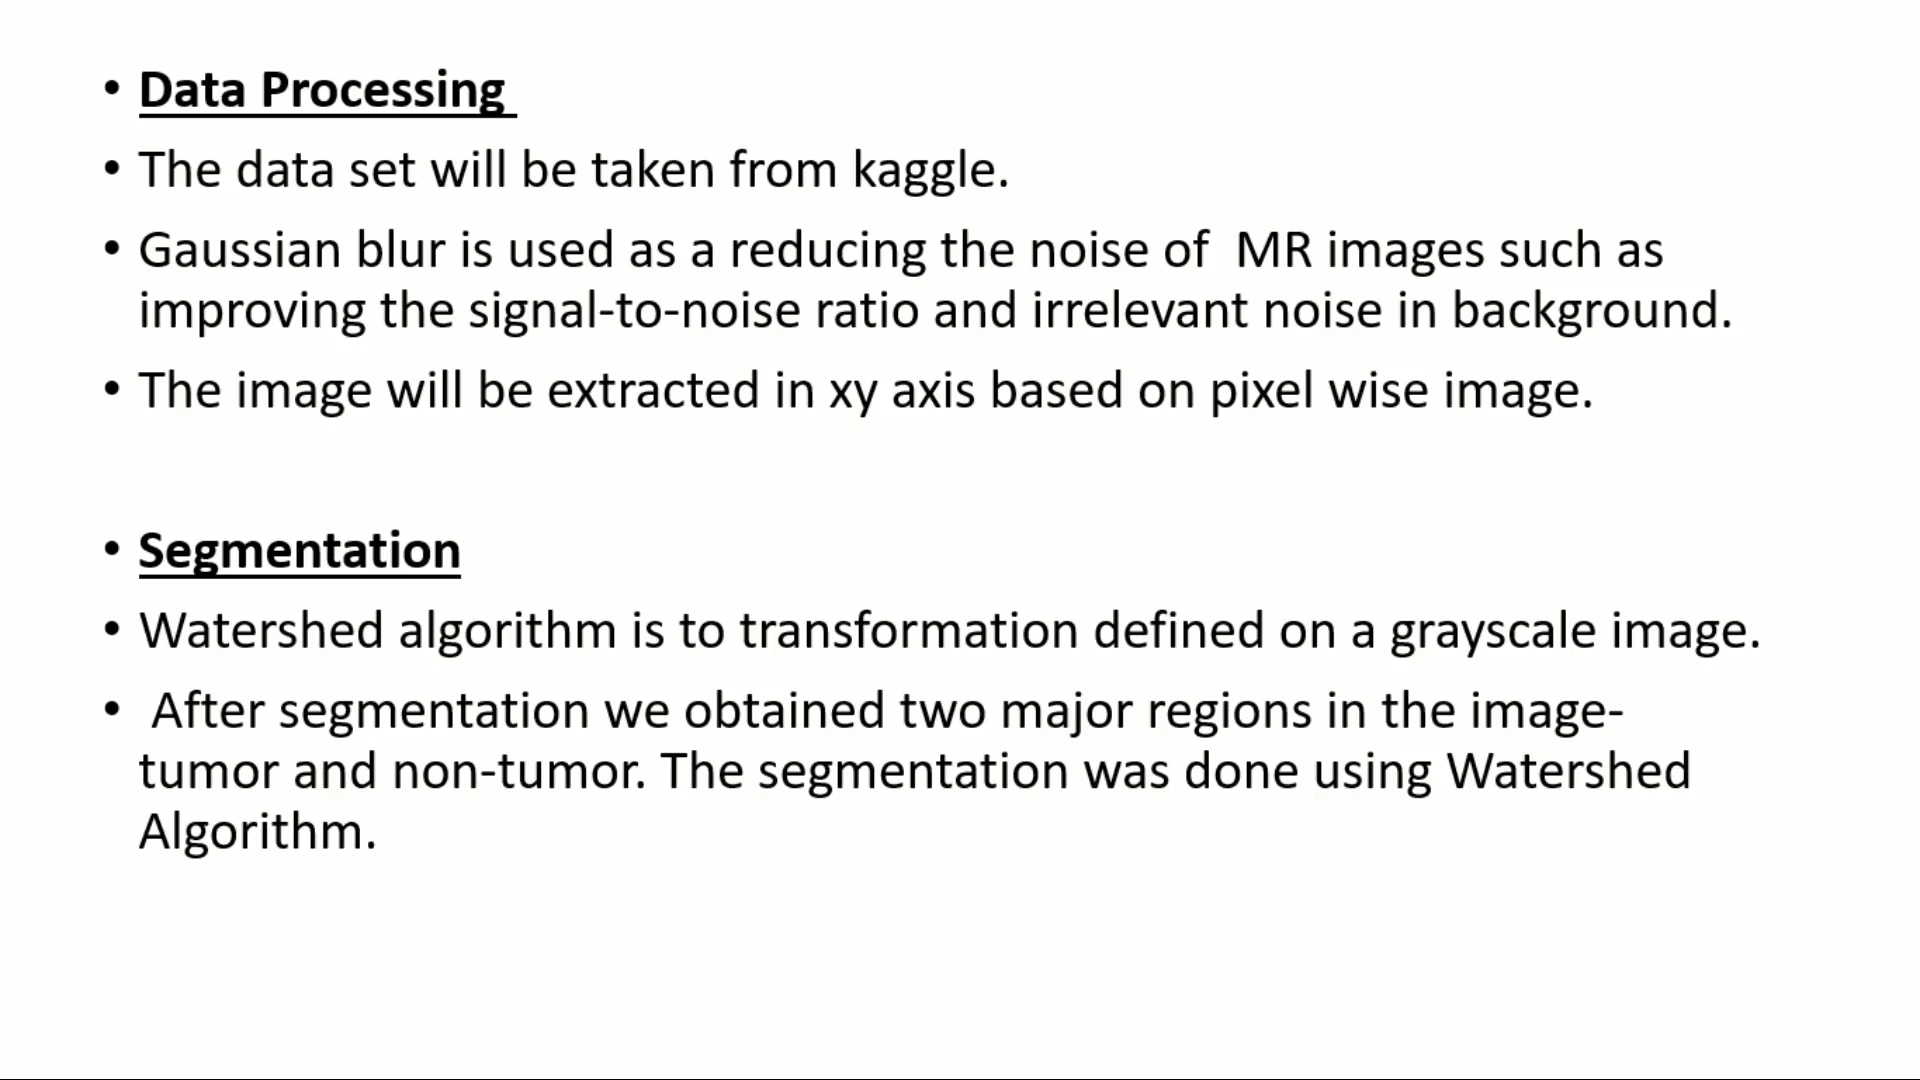 • Data Processing
• The data set will be taken from kaggle.
• Gaussian blur is used as a reducing the noise of  MR images such as
improving the signal-to-noise ratio and irrelevant noise in background.
• The image will be extracted in xy axis based on pixel wise image.
• Segmentation
• Watershed algorithm is to transformation defined on a grayscale image.
• After segmentation we obtained two major regions in the image-
tumor and non-tumor. The segmentation was done using Watershed
Algorithm.